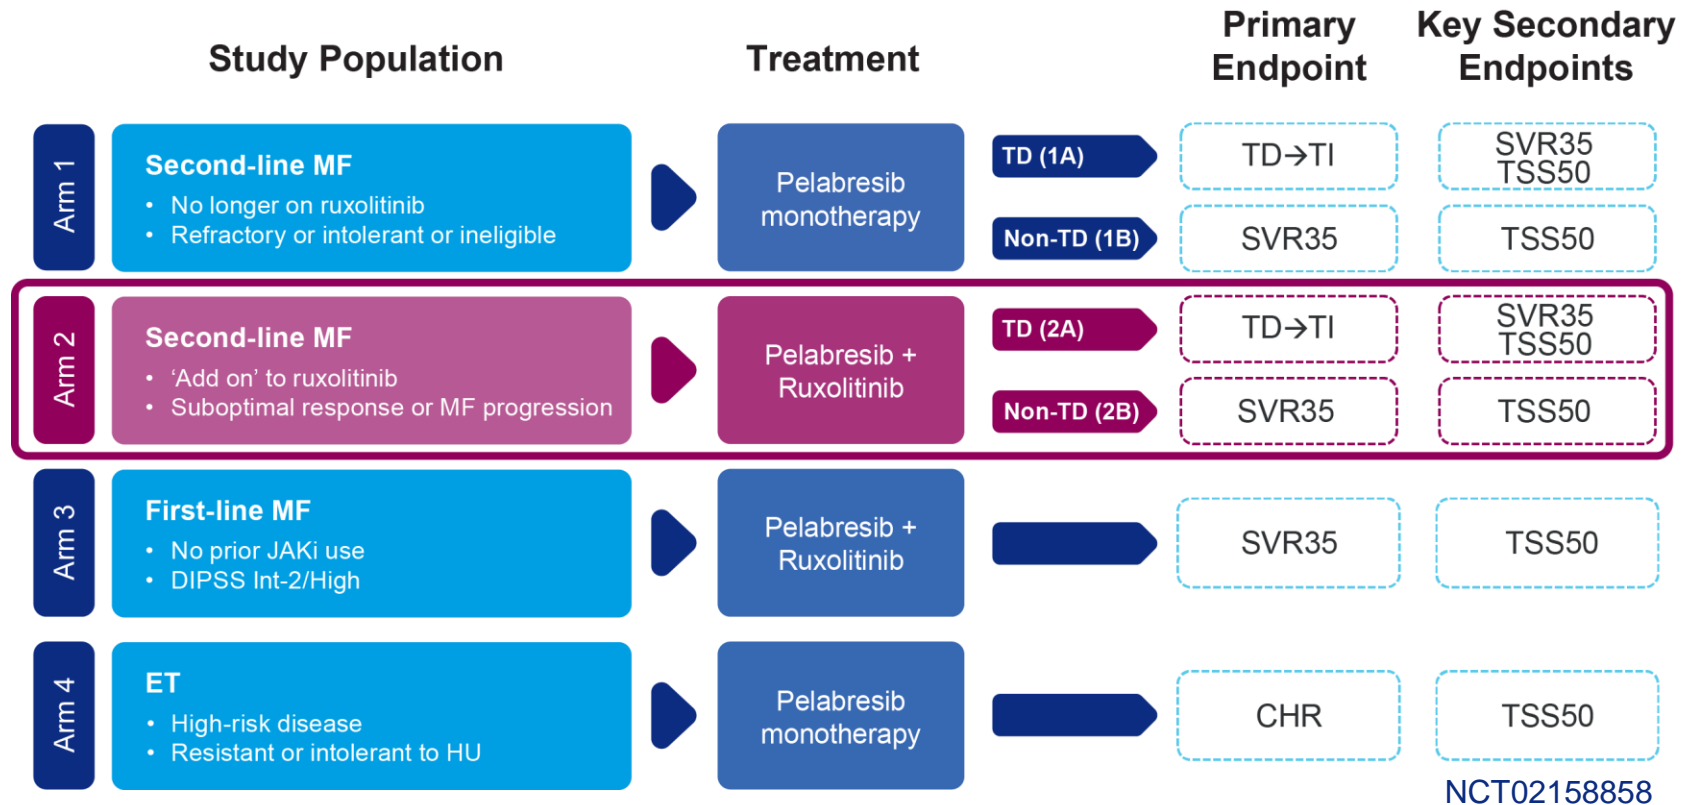 Study Population
Treatment
Primary
Endpoint
Key Secondary
Endpoints
Arm 1
Second-line MF
• No longer on ruxolitinib
• Refractory or intolerant or ineligible
Pelabresib
monotherapy
TD (1A)
TD→TI
SVR35
TSS50
Non-TD (1B)
SVR35
TSS50
Arm 2
Second-line MF
• ‘Add on’ to ruxolitinib
• Suboptimal response or MF progression
Pelabresib +
Ruxolitinib
TD (2A)
TD→TI
SVR35
TSS50
Non-TD (2B)
SVR35
TSS50
Arm 3
First-line MF
• No prior JAKi use
• DIPSS Int-2/High
Pelabresib +
Ruxolitinib
SVR35
TSS50
Arm 4
ET
• High-risk disease
• Resistant or intolerant to HU
Pelabresib
monotherapy
CHR
TSS50
NCT02158858